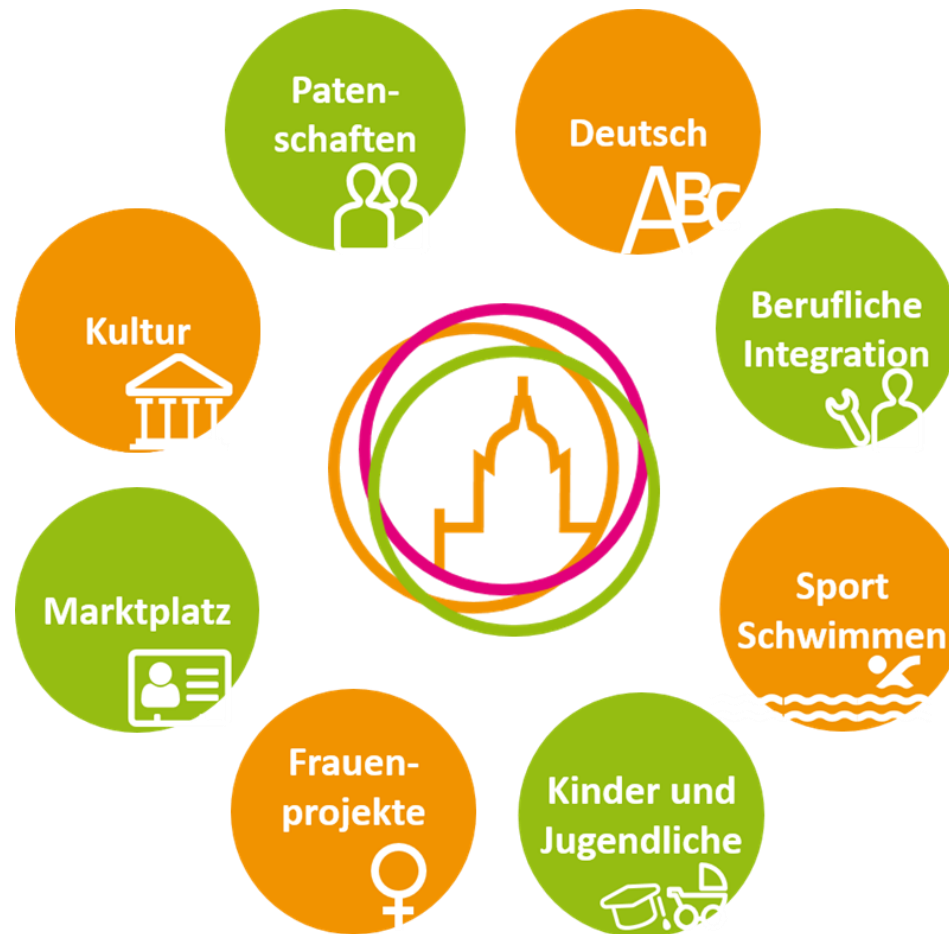 Paten-
schaften
Deutsch
ABC
Berufliche
Integration
Sport
Schwimmen
Kinder und
Jugendliche
Frauen-
projekte
Marktplatz
Kultur